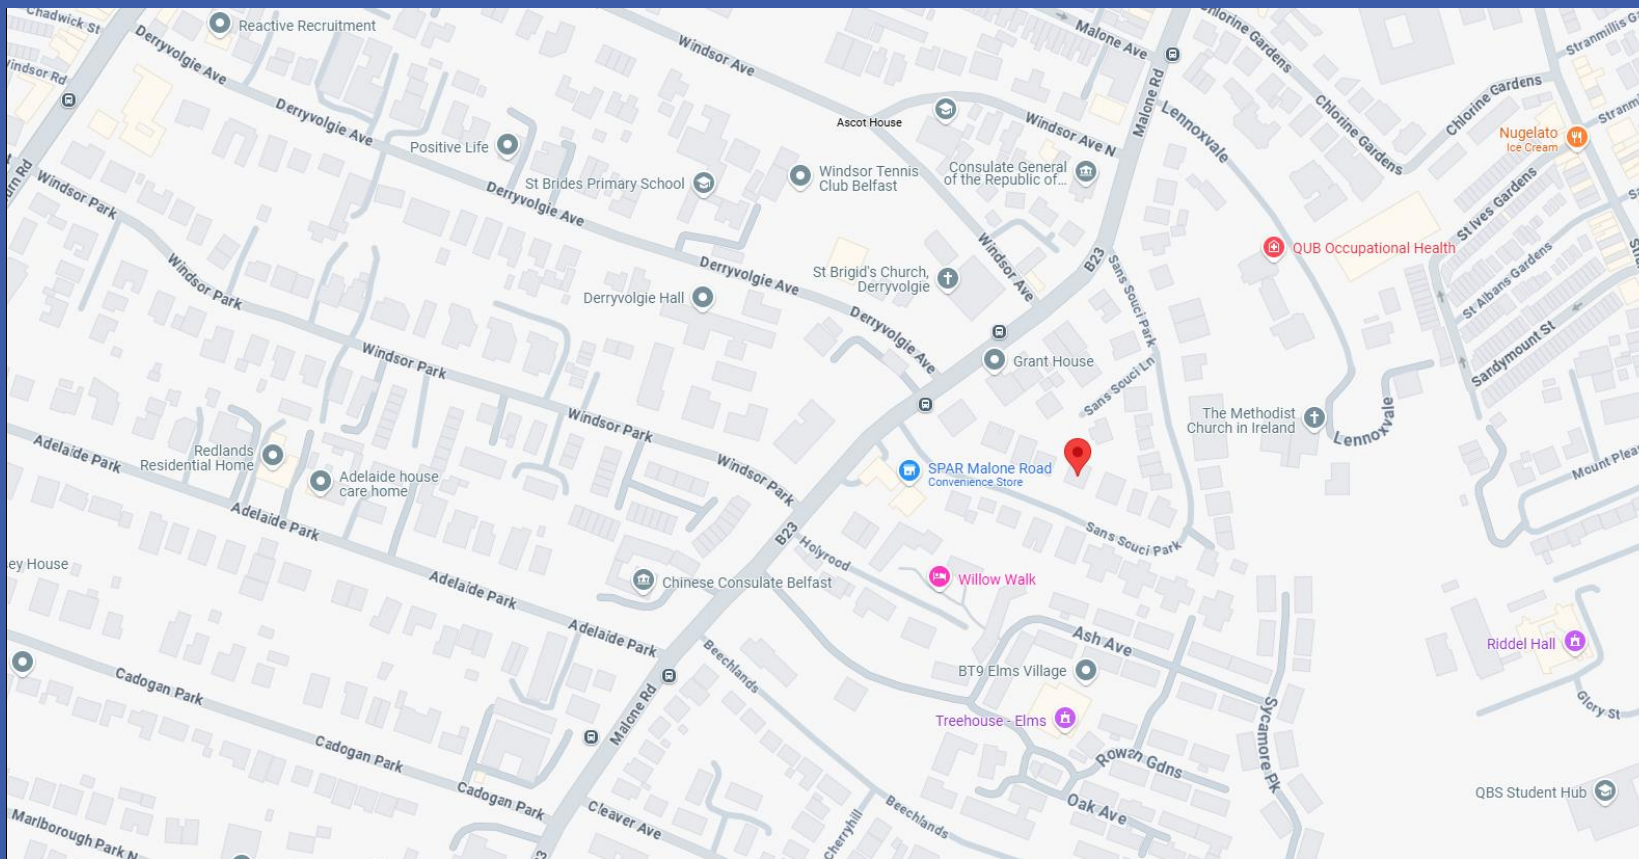 Chadwick St
Reactive Recruitment
Derryvolgie Ave
Windsor Ave
Malone Ave
Chlorine Gardens
Stranmillis
Windsor Rd
Derryvolgie Ave
Malone Rd
Lennoxvale
Chlorine Gardens
Chlorine Gardens
Ascot House
Windsor Ave N
Nugelato
Ice Cream
Positive Life
St Brides Primary School
Windsor Tennis
Club Belfast
Consulate General
of the Republic of...
Windsor Park
Derryvolgie Ave
St Ives Gardens
Windsor Ave
B23
QUB Occupational Health
Windsor Park
Derryvolgie Ave
St Brigid's Church,
Derryvolgie
Sans Souci Park
St Albans Gardens
Derryvolgie Hall
Derryvolgie Ave
Sandymount St
Windsor Park
Grant House
Sans Souci Ln
Windsor Park
The Methodist
Church in Ireland
Lennoxvale
Adelaide Park
Redlands
Residential Home
Adelaide house
care home
Windsor Park
SPAR Malone Road
Convenience Store
Mount
Adelaide Park
B23
Holyrood
Sans Souci Park
ey House
Adelaide Park
Chinese Consulate Belfast
Willow Walk
Adelaide Park
Ash Ave
Riddel Hall
Beechlands
BT9 Elms Village
Cadogan Park
Malone Rd
Treehouse - Elms
Sycamore Pk
Glory St
Cadogan Park
Rowan Gdns
Cadogan Park
Cleaver Ave
Beechlands
Oak Ave
QBS Student Hub
Marlborough Park N
Cherryhill